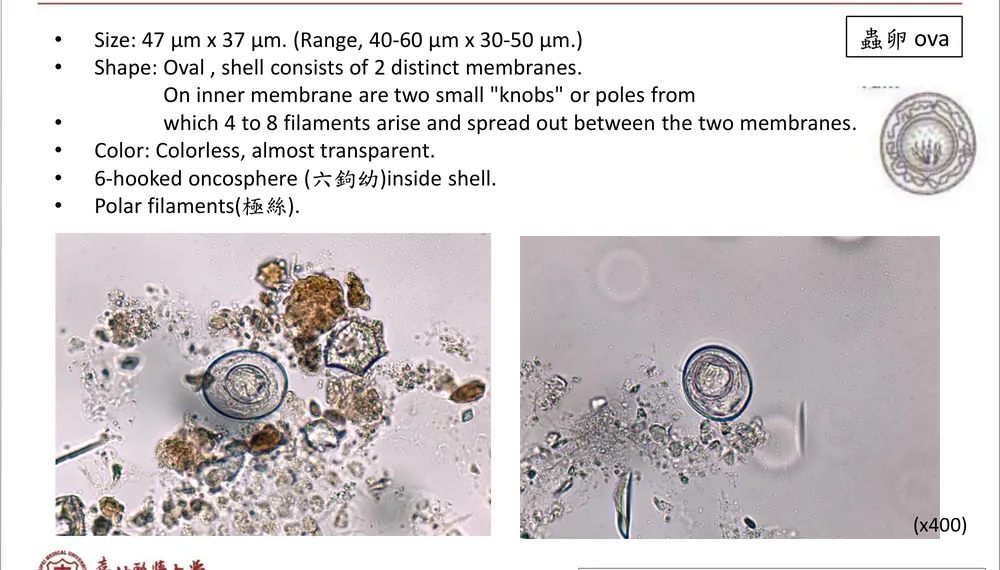 • Size: 47 µm x 37 µm. (Range, 40-60 µm x 30-50 µm.)
蟲卵 ova
• Shape: Oval , shell consists of 2 distinct membranes.
On inner membrane are two small "knobs" or poles from
• which 4 to 8 filaments arise and spread out between the two membranes.
• Color: Colorless, almost transparent.
• 6-hooked oncosphere (六鉤幼)inside shell.
• Polar filaments(極絲).
(x400)